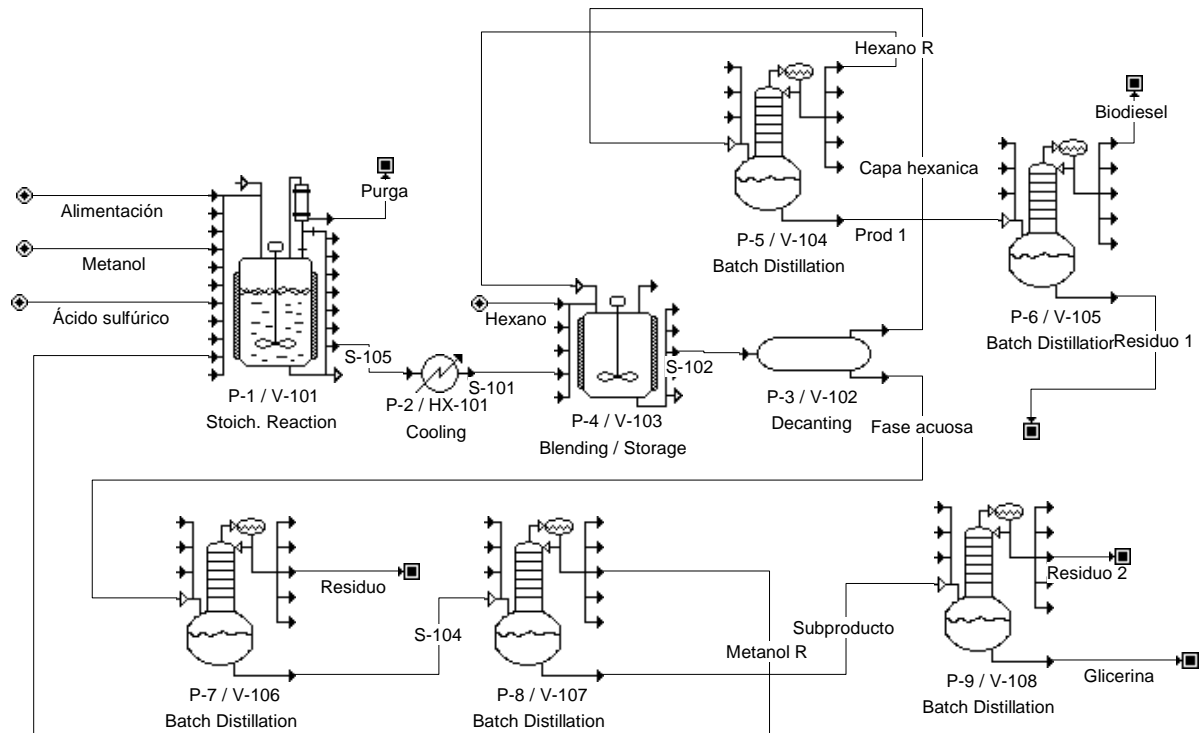 Hexano R
Biodiesel
Capa hexanica
Purga
Alimentación
Prod 1
P-5 / V-104
Batch Distillation
Metanol
Ácido sulfúrico
Hexano
P-6 / V-105
Batch Distillation
Residuo 1
S-105
S-101
S-102
P-1 / V-101
Stoich. Reaction
P-2 / HX-101
Cooling
P-4 / V-103
Blending / Storage
P-3 / V-102
Decanting
Fase acuosa
Residuo
Residuo 2
S-104
Subproducto
Metanol R
Glicerina
P-7 / V-106
Batch Distillation
P-8 / V-107
Batch Distillation
P-9 / V-108
Batch Distillation